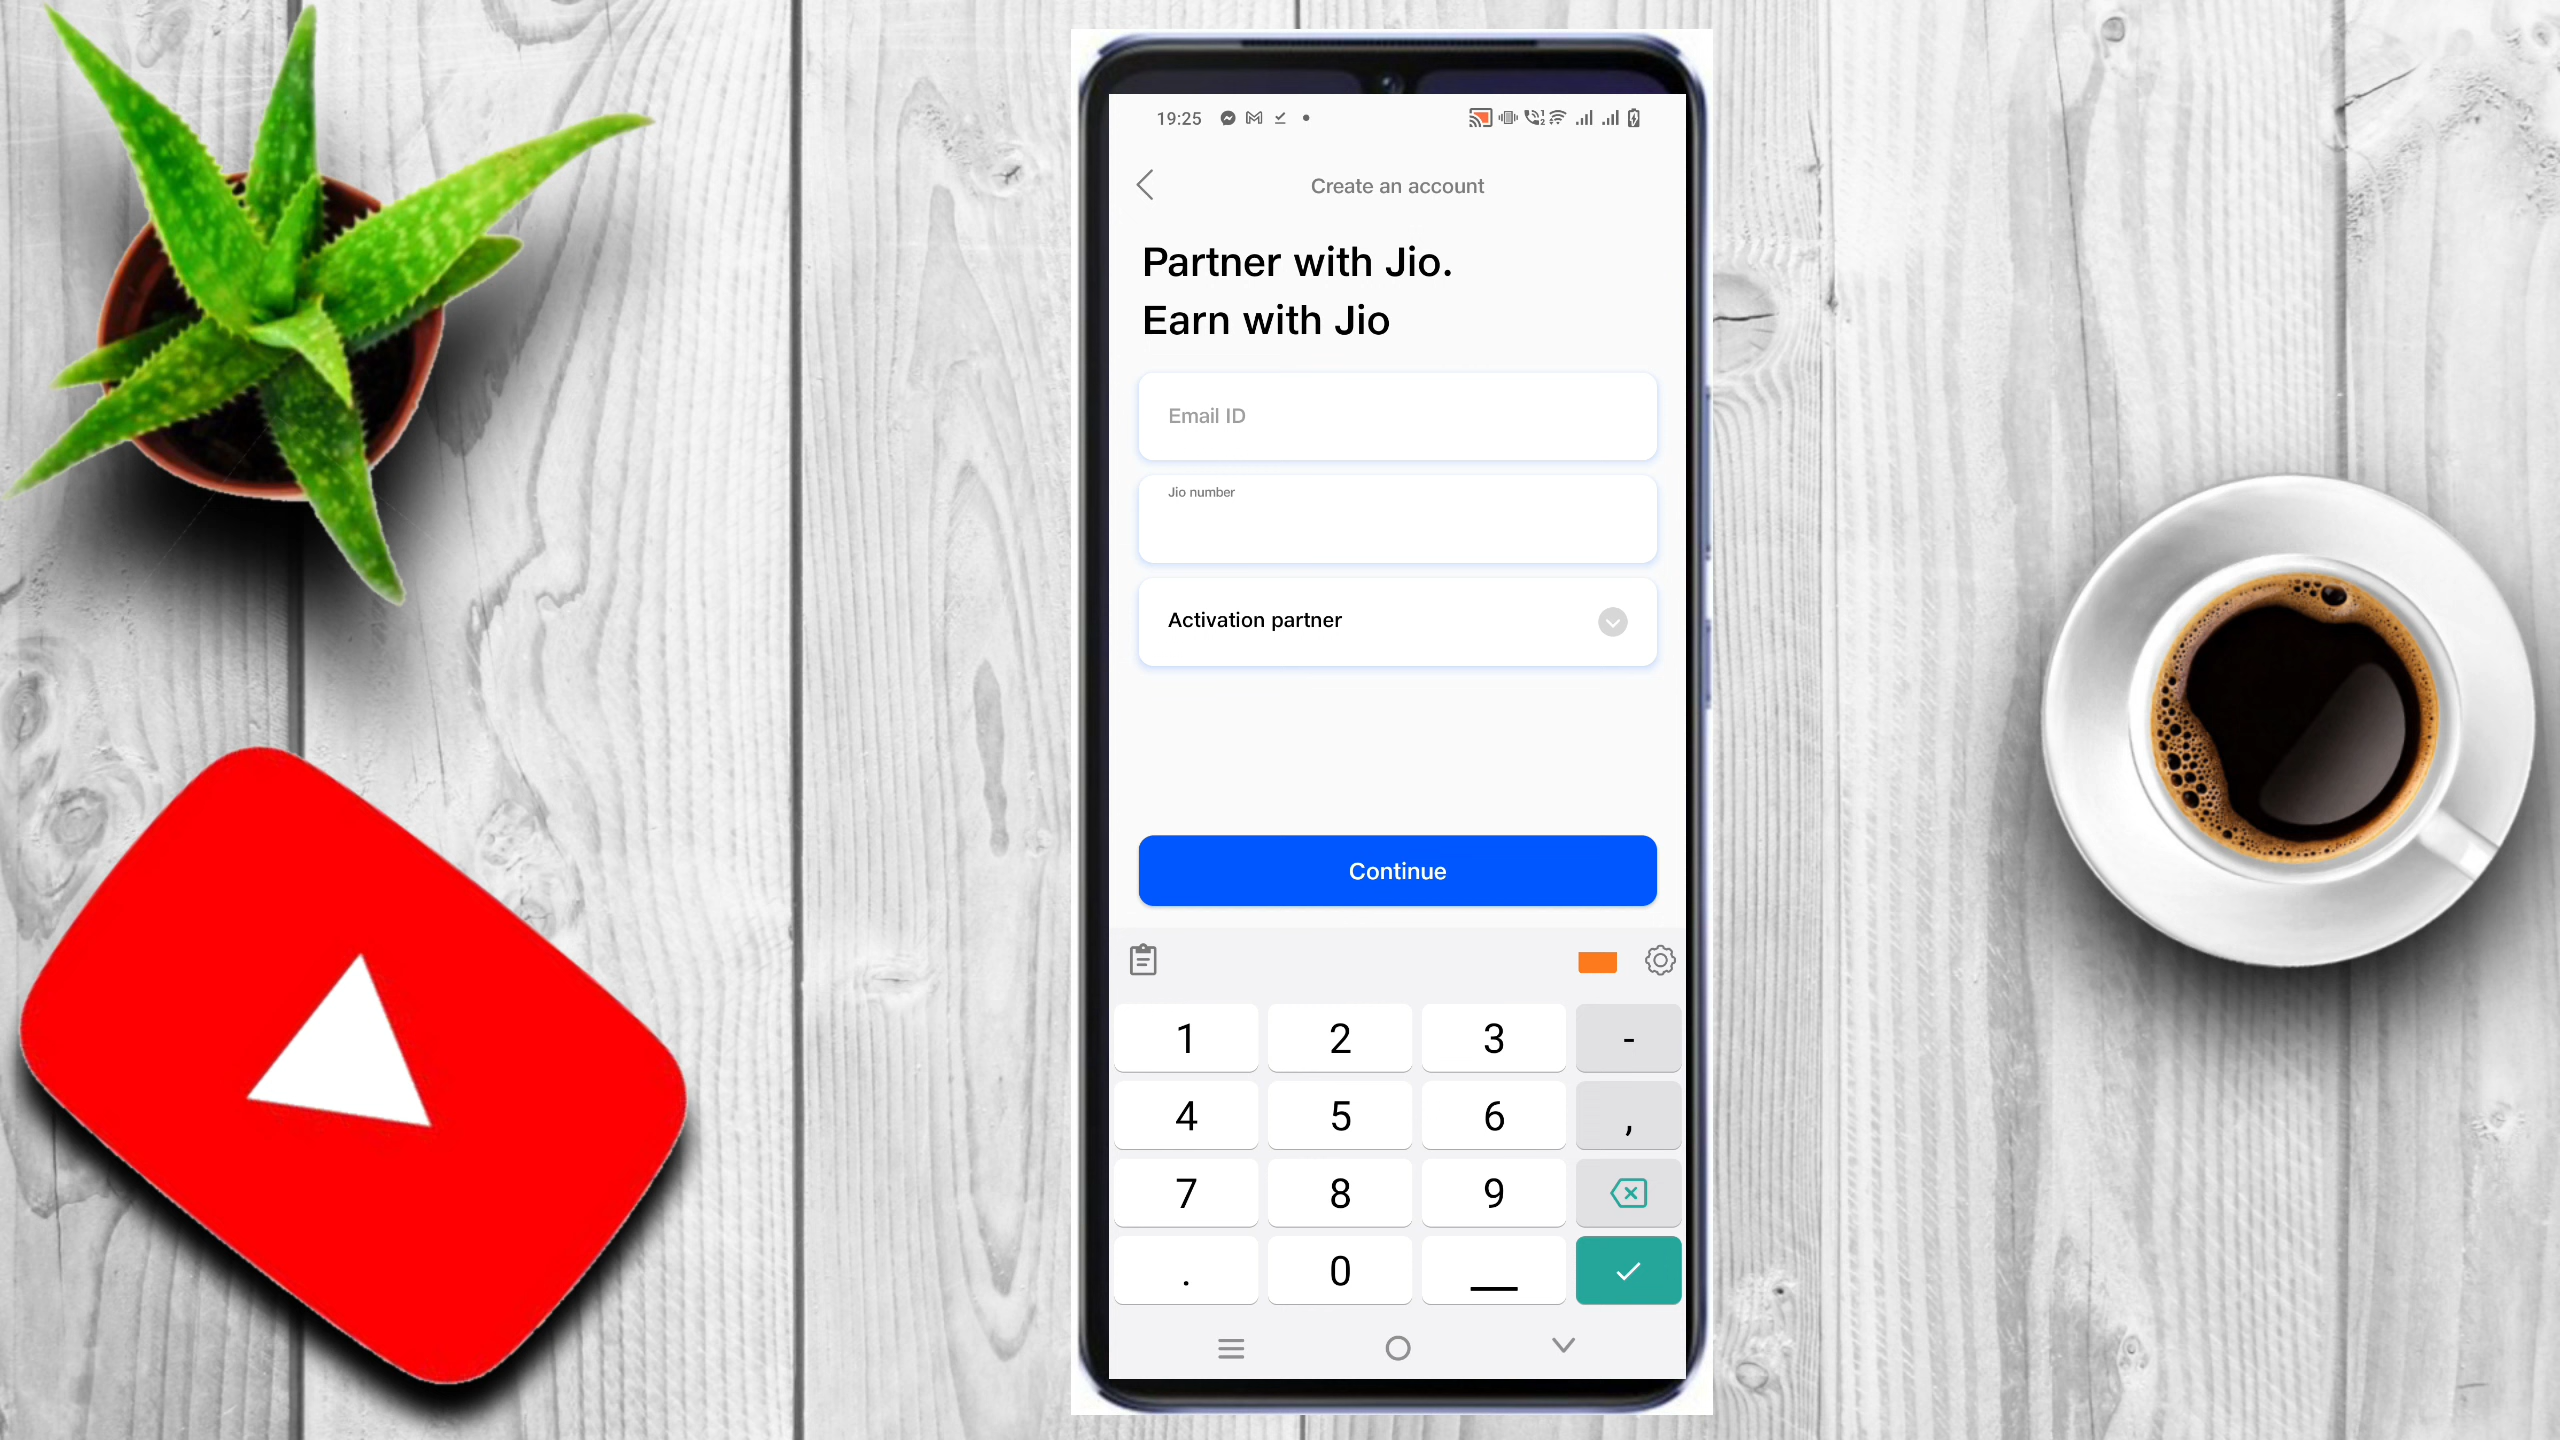 19:25
Create an account
Partner with Jio.
Earn with Jio
Email ID
Jio number
Activation partner
Continue
1 2 3 -
4 5 6 ,
7 8 9
. 0